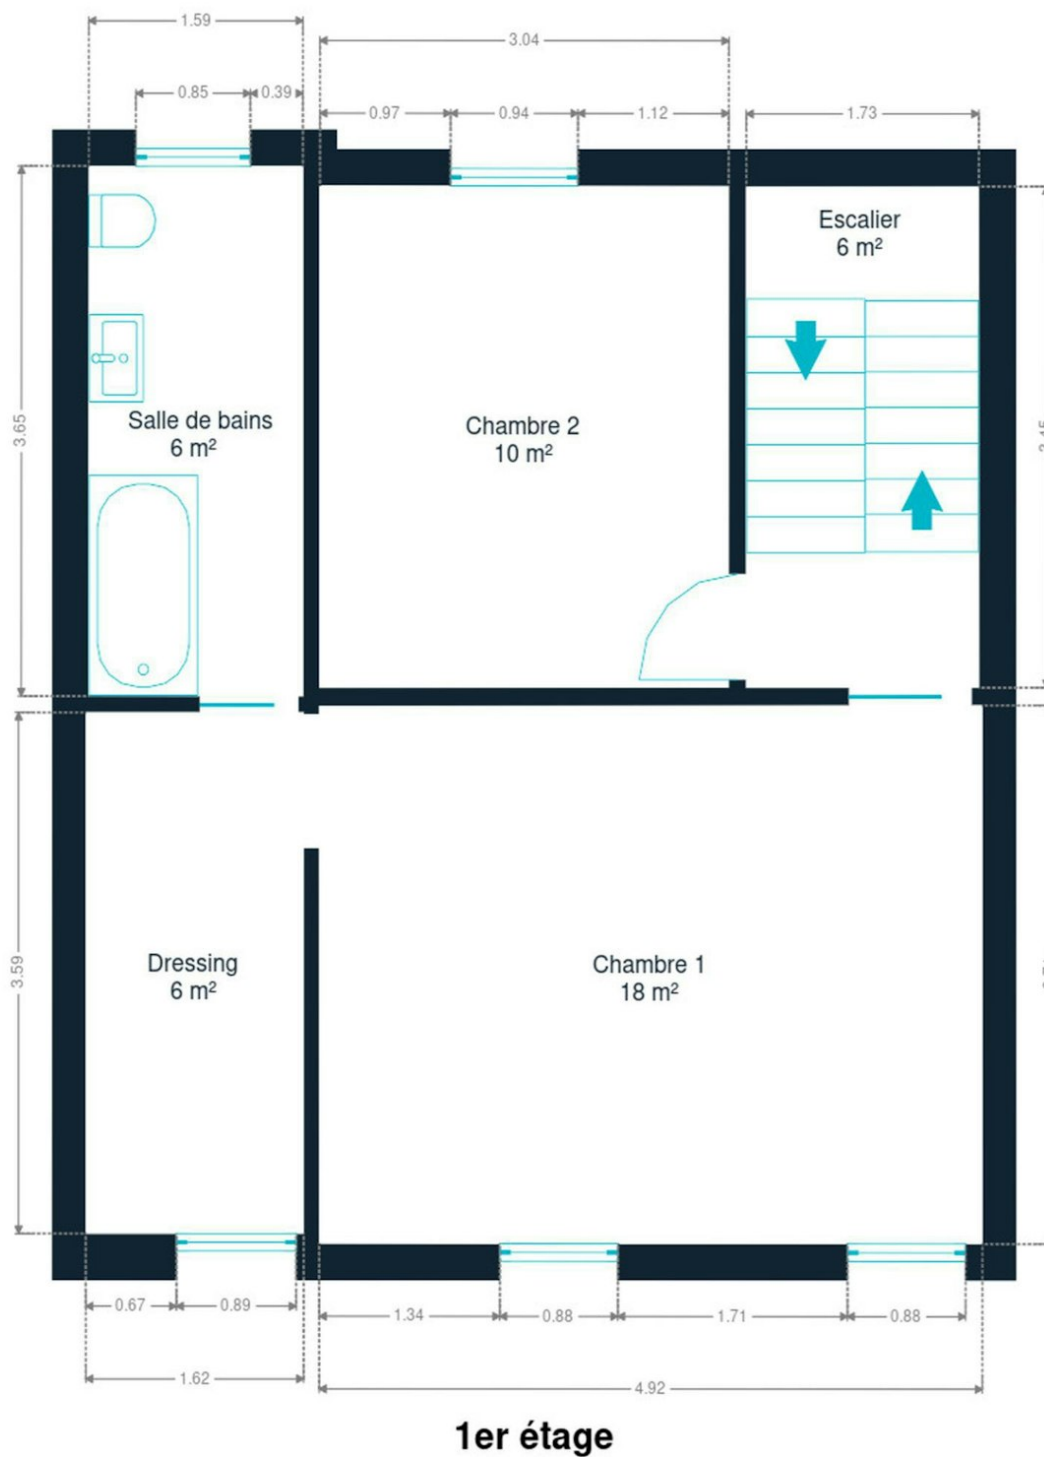 1.59
3.04
0.85 0.39
0.97 0.94 1.12 1.73
Escalier
6 m²
3.65
Salle de bains
6 m²
Chambre 2
10 m²
3.59
Dressing
6 m²
Chambre 1
18 m²
0.67 0.89
1.34 0.88 1.71 0.88
1.62
4.92
1er étage